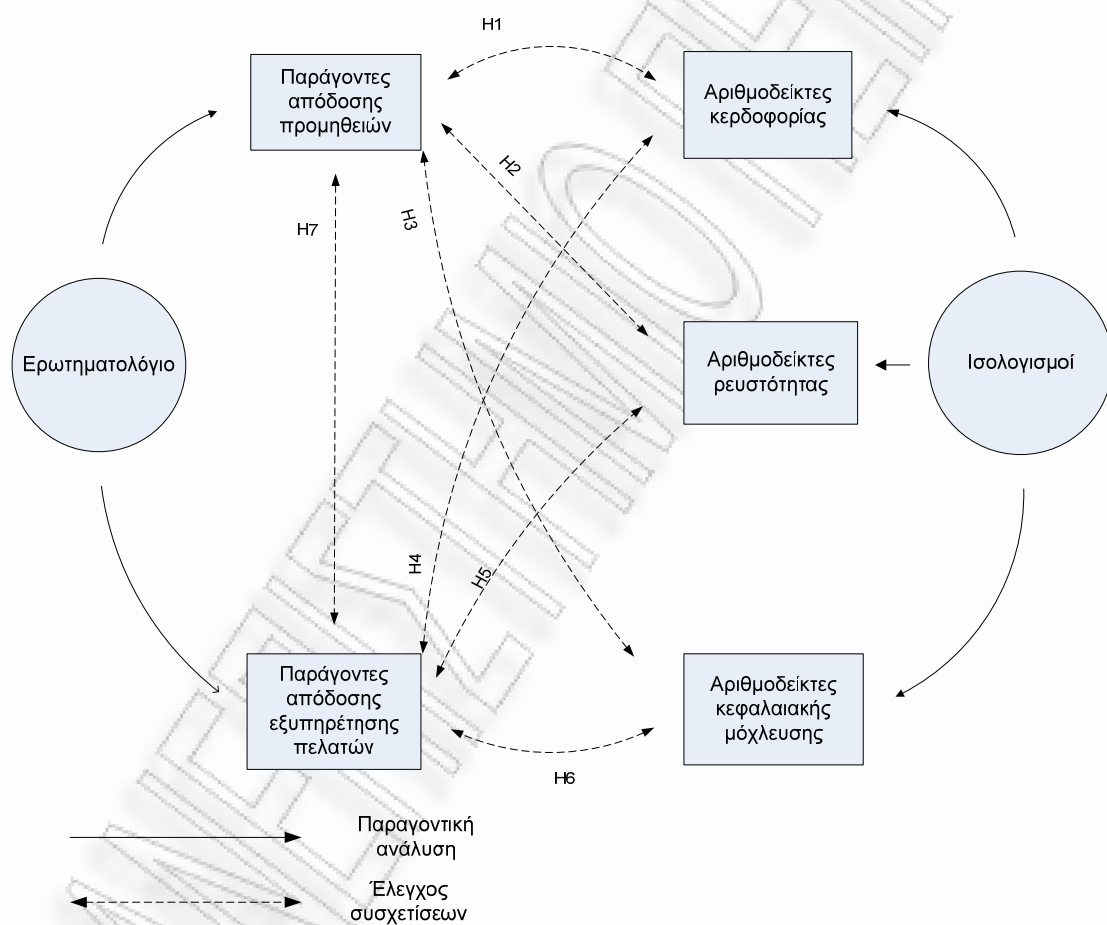 H1
Παράγοντες
απόδοσης
προμηθειών
Αριθμοδείκτες
κερδοφορίας
H2
H3
H7
Ερωτηματολόγιο
Αριθμοδείκτες
ρευστότητας
Ισολογισμοί
H4
H5
Παράγοντες
απόδοσης
εξυπηρέτησης
πελατών
Αριθμοδείκτες
κεφαλαιακής
μόχλευσης
H6
Παραγοντική
ανάλυση
Έλεγχος
συσχετίσεων